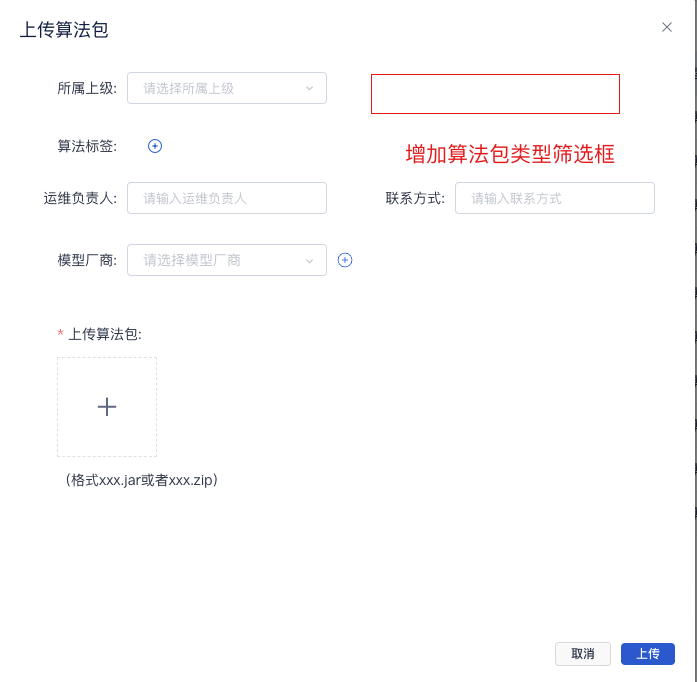 上传算法包
所属上级: 请选择所属上级
算法标签:
增加算法包类型筛选框
运维负责人: 请输入运维负责人 联系方式: 请输入联系方式
模型厂商: 请选择模型厂商
* 上传算法包:
（格式xxx.jar或者xxx.zip）
取消 上传